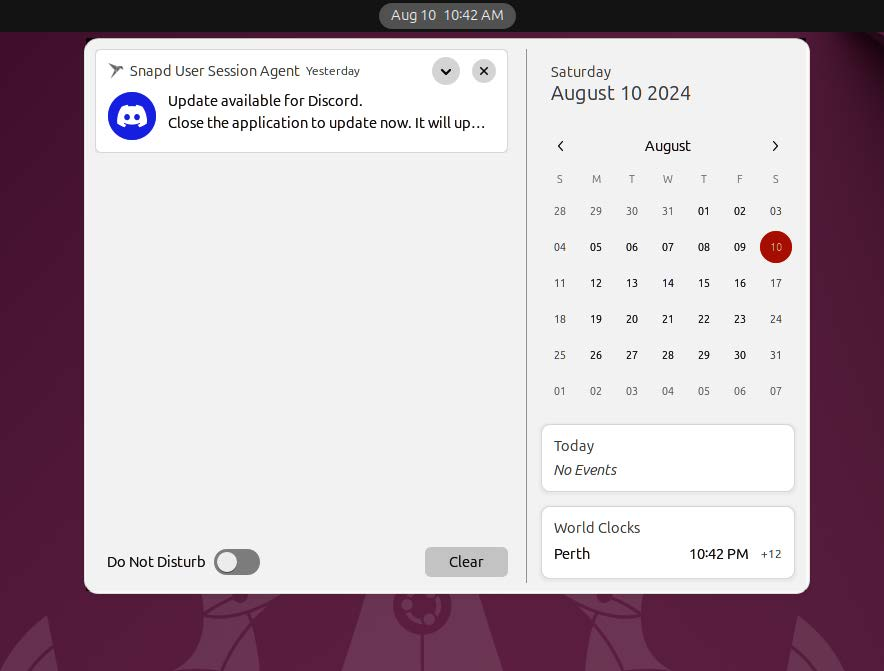 Aug 10  10:42 AM
Snapd User Session Agent Yesterday
Update available for Discord.
Close the application to update now. It will up…
Do Not Disturb
Clear
Saturday
August 10 2024
August
S M T W T F S
28 29 30 31 01 02 03
04 05 06 07 08 09 10
11 12 13 14 15 16 17
18 19 20 21 22 23 24
25 26 27 28 29 30 31
01 02 03 04 05 06 07
Today
No Events
World Clocks
Perth 10:42 PM +12